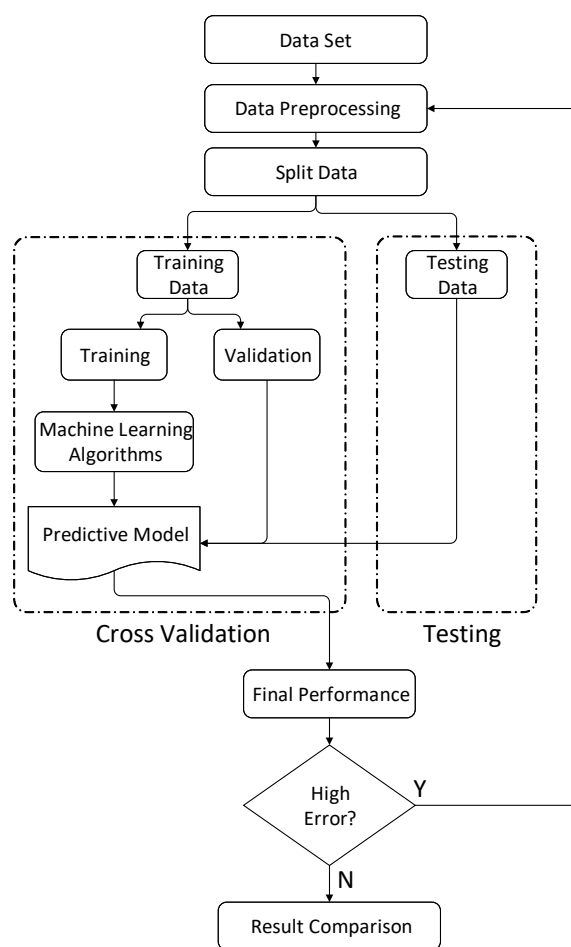 Data Set
Data Preprocessing
Split Data
Training
Data
Testing
Data
Training
Validation
Machine Learning
Algorithms
Predictive Model
Cross Validation
Testing
Final Performance
High
Error?
Y
N
Result Comparison